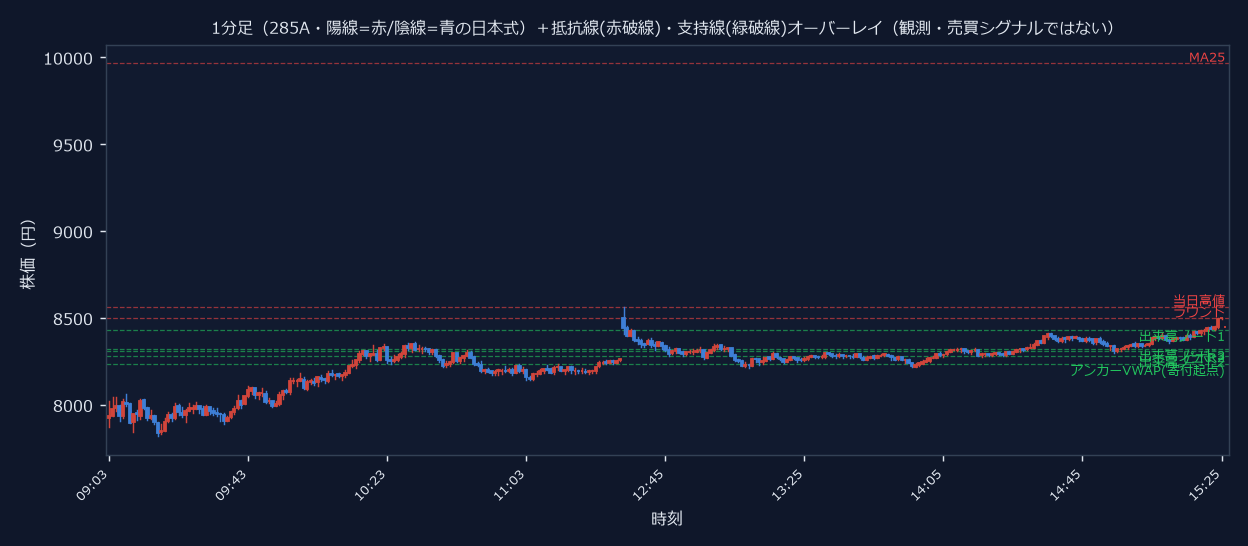 1分足（285A・陽線=赤/陰線=青の日本式）＋抵抗線(赤破線)・支持線(緑破線)オーバーレイ（観測・売買シグナルではない）
10000
9500
9000
8500
8000
株価（円）
MA25
当日高値
ラウンド
出来高ノード1
アンカーVWAP(寄付起点)
09:03
09:43
10:23
11:03
12:45
13:25
14:05
14:45
15:25
時刻